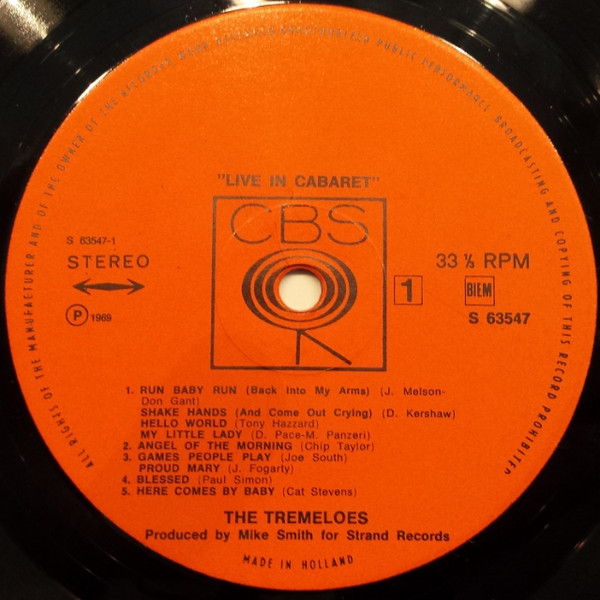 ALL RIGHTS OF THE MANUFACTURER AND OF THE OWNER OF THE RECORDED WORK RESERVED. UNAUTHORIZED PUBLIC PERFORMANCE, BROADCASTING AND COPYING OF THIS RECORD PROHIBITED
"LIVE IN CABARET"
CBS
S 63547-1
STEREO
P 1969
33 ⅓ RPM
1 BIEM
S 63547
1. RUN BABY RUN (Back Into My Arms) (J. Melson-
Don Gant)
SHAKE HANDS (And Come Out Crying) (D. Kershaw)
HELLO WORLD (Tony Hazzard)
MY LITTLE LADY (D. Pace-M. Panzeri)
2. ANGEL OF THE MORNING (Chip Taylor)
3. GAMES PEOPLE PLAY (Joe South)
PROUD MARY (J. Fogarty)
4. BLESSED (Paul Simon)
5. HERE COMES BY BABY (Cat Stevens)
THE TREMELOES
Produced by Mike Smith for Strand Records
MADE IN HOLLAND